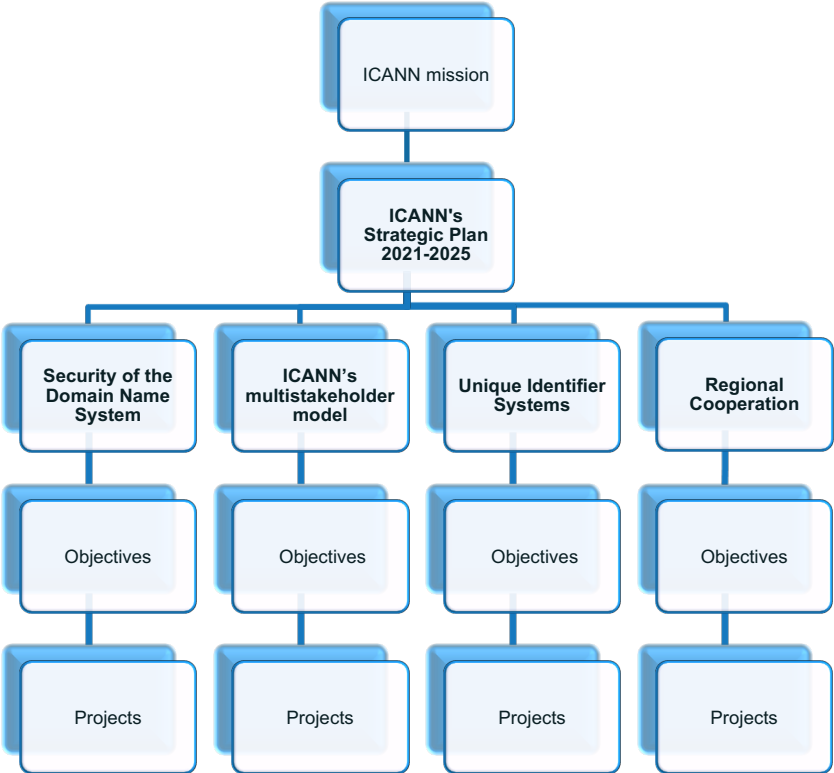 ICANN mission
ICANN's
Strategic Plan
2021-2025
Security of the
Domain Name
System
ICANN’s
multistakeholder
model
Unique Identifier
Systems
Regional
Cooperation
Objectives
Objectives
Objectives
Objectives
Projects
Projects
Projects
Projects